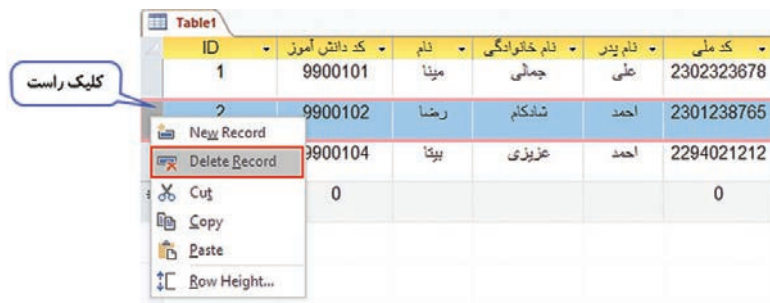 Table1
ID کد دانش آموز نام نام خانوادگی نام پدر کد ملی
1 9900101 مینا جمالی علی 2302323678
کلیک راست
2 9900102 رضا شادکام احمد 2301238765
New Record
Delete Record
9900104 بیتا عزیزی احمد 2294021212
Cut
0 0
Copy
Paste
Row Height...